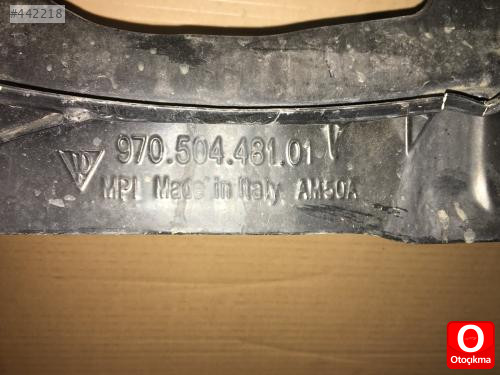 #442218
970.504.481.01
MPI Made in Italy. AM50A
O
Otoçıkma